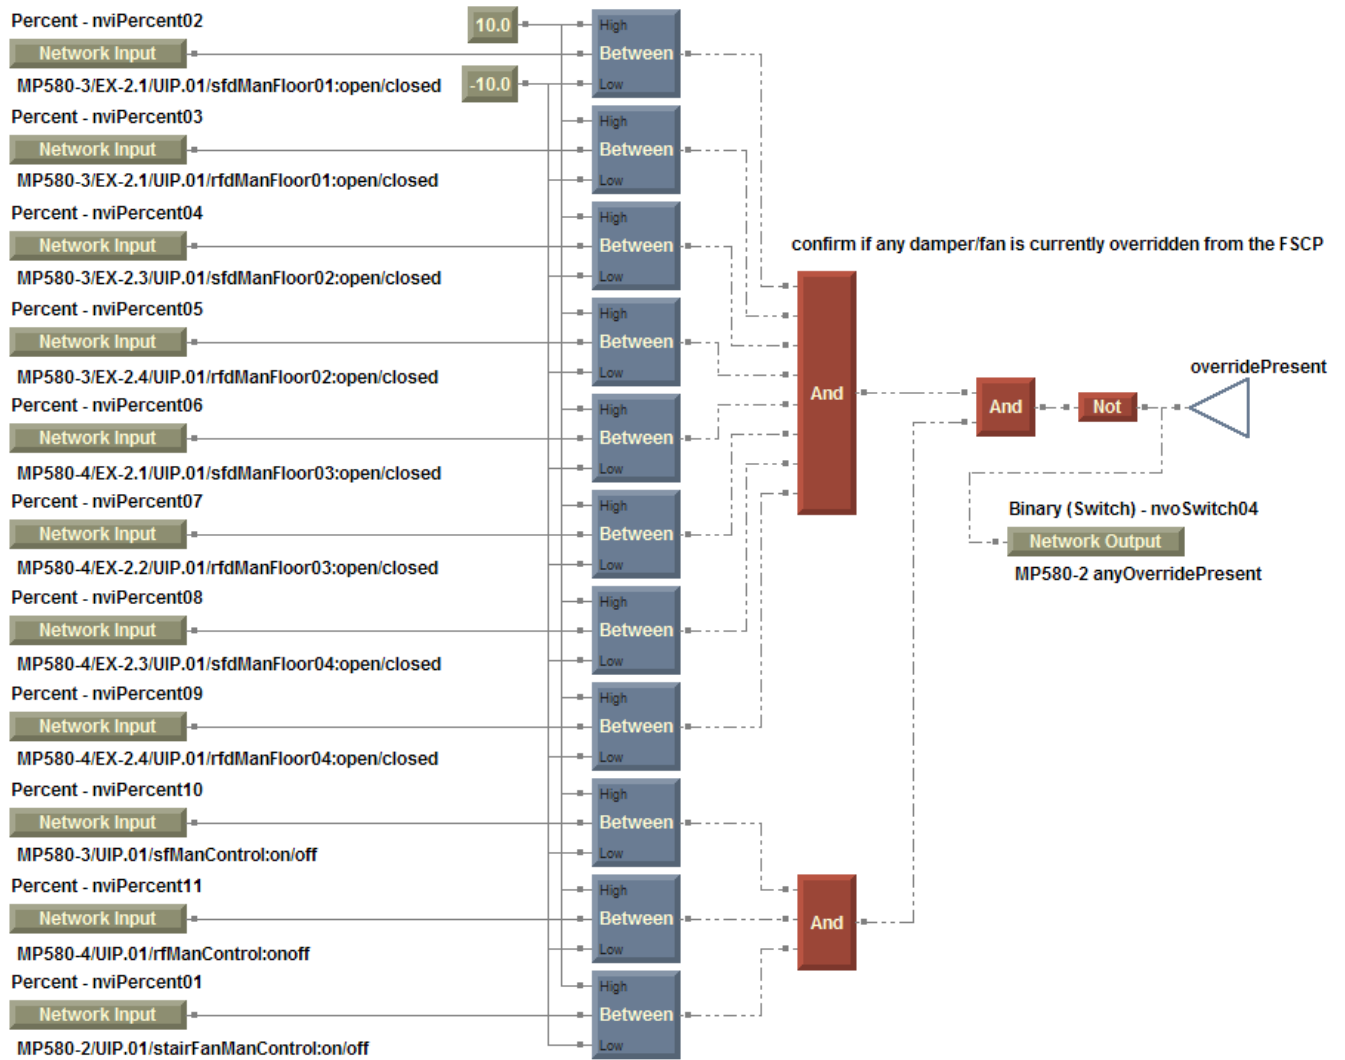 Percent - nviPercent02
10.0
High
Network Input
Between
MP580-3/EX-2.1/UIP.01/sfdManFloor01:open/closed
-10.0
Low
Percent - nviPercent03
High
Network Input
Between
MP580-3/EX-2.1/UIP.01/rfdManFloor01:open/closed
Low
Percent - nviPercent04
High
Network Input
Between
MP580-3/EX-2.3/UIP.01/sfdManFloor02:open/closed
Low
Percent - nviPercent05
High
Network Input
Between
MP580-3/EX-2.4/UIP.01/rfdManFloor02:open/closed
Low
Percent - nviPercent06
High
Network Input
Between
MP580-4/EX-2.1/UIP.01/sfdManFloor03:open/closed
Low
Percent - nviPercent07
High
Network Input
Between
MP580-4/EX-2.2/UIP.01/rfdManFloor03:open/closed
Low
Percent - nviPercent08
High
Network Input
Between
MP580-4/EX-2.3/UIP.01/sfdManFloor04:open/closed
Low
Percent - nviPercent09
High
Network Input
Between
MP580-4/EX-2.4/UIP.01/rfdManFloor04:open/closed
Low
Percent - nviPercent10
High
Network Input
Between
MP580-3/UIP.01/sfManControl:on/off
Low
Percent - nviPercent11
High
Network Input
Between
MP580-4/UIP.01/rfManControl:onoff
Low
Percent - nviPercent01
High
Network Input
Between
MP580-2/UIP.01/stairFanManControl:on/off
Low
confirm if any damper/fan is currently overridden from the FSCP
And
And
And
Not
overridePresent
Binary (Switch) - nvoSwitch04
Network Output
MP580-2 anyOverridePresent